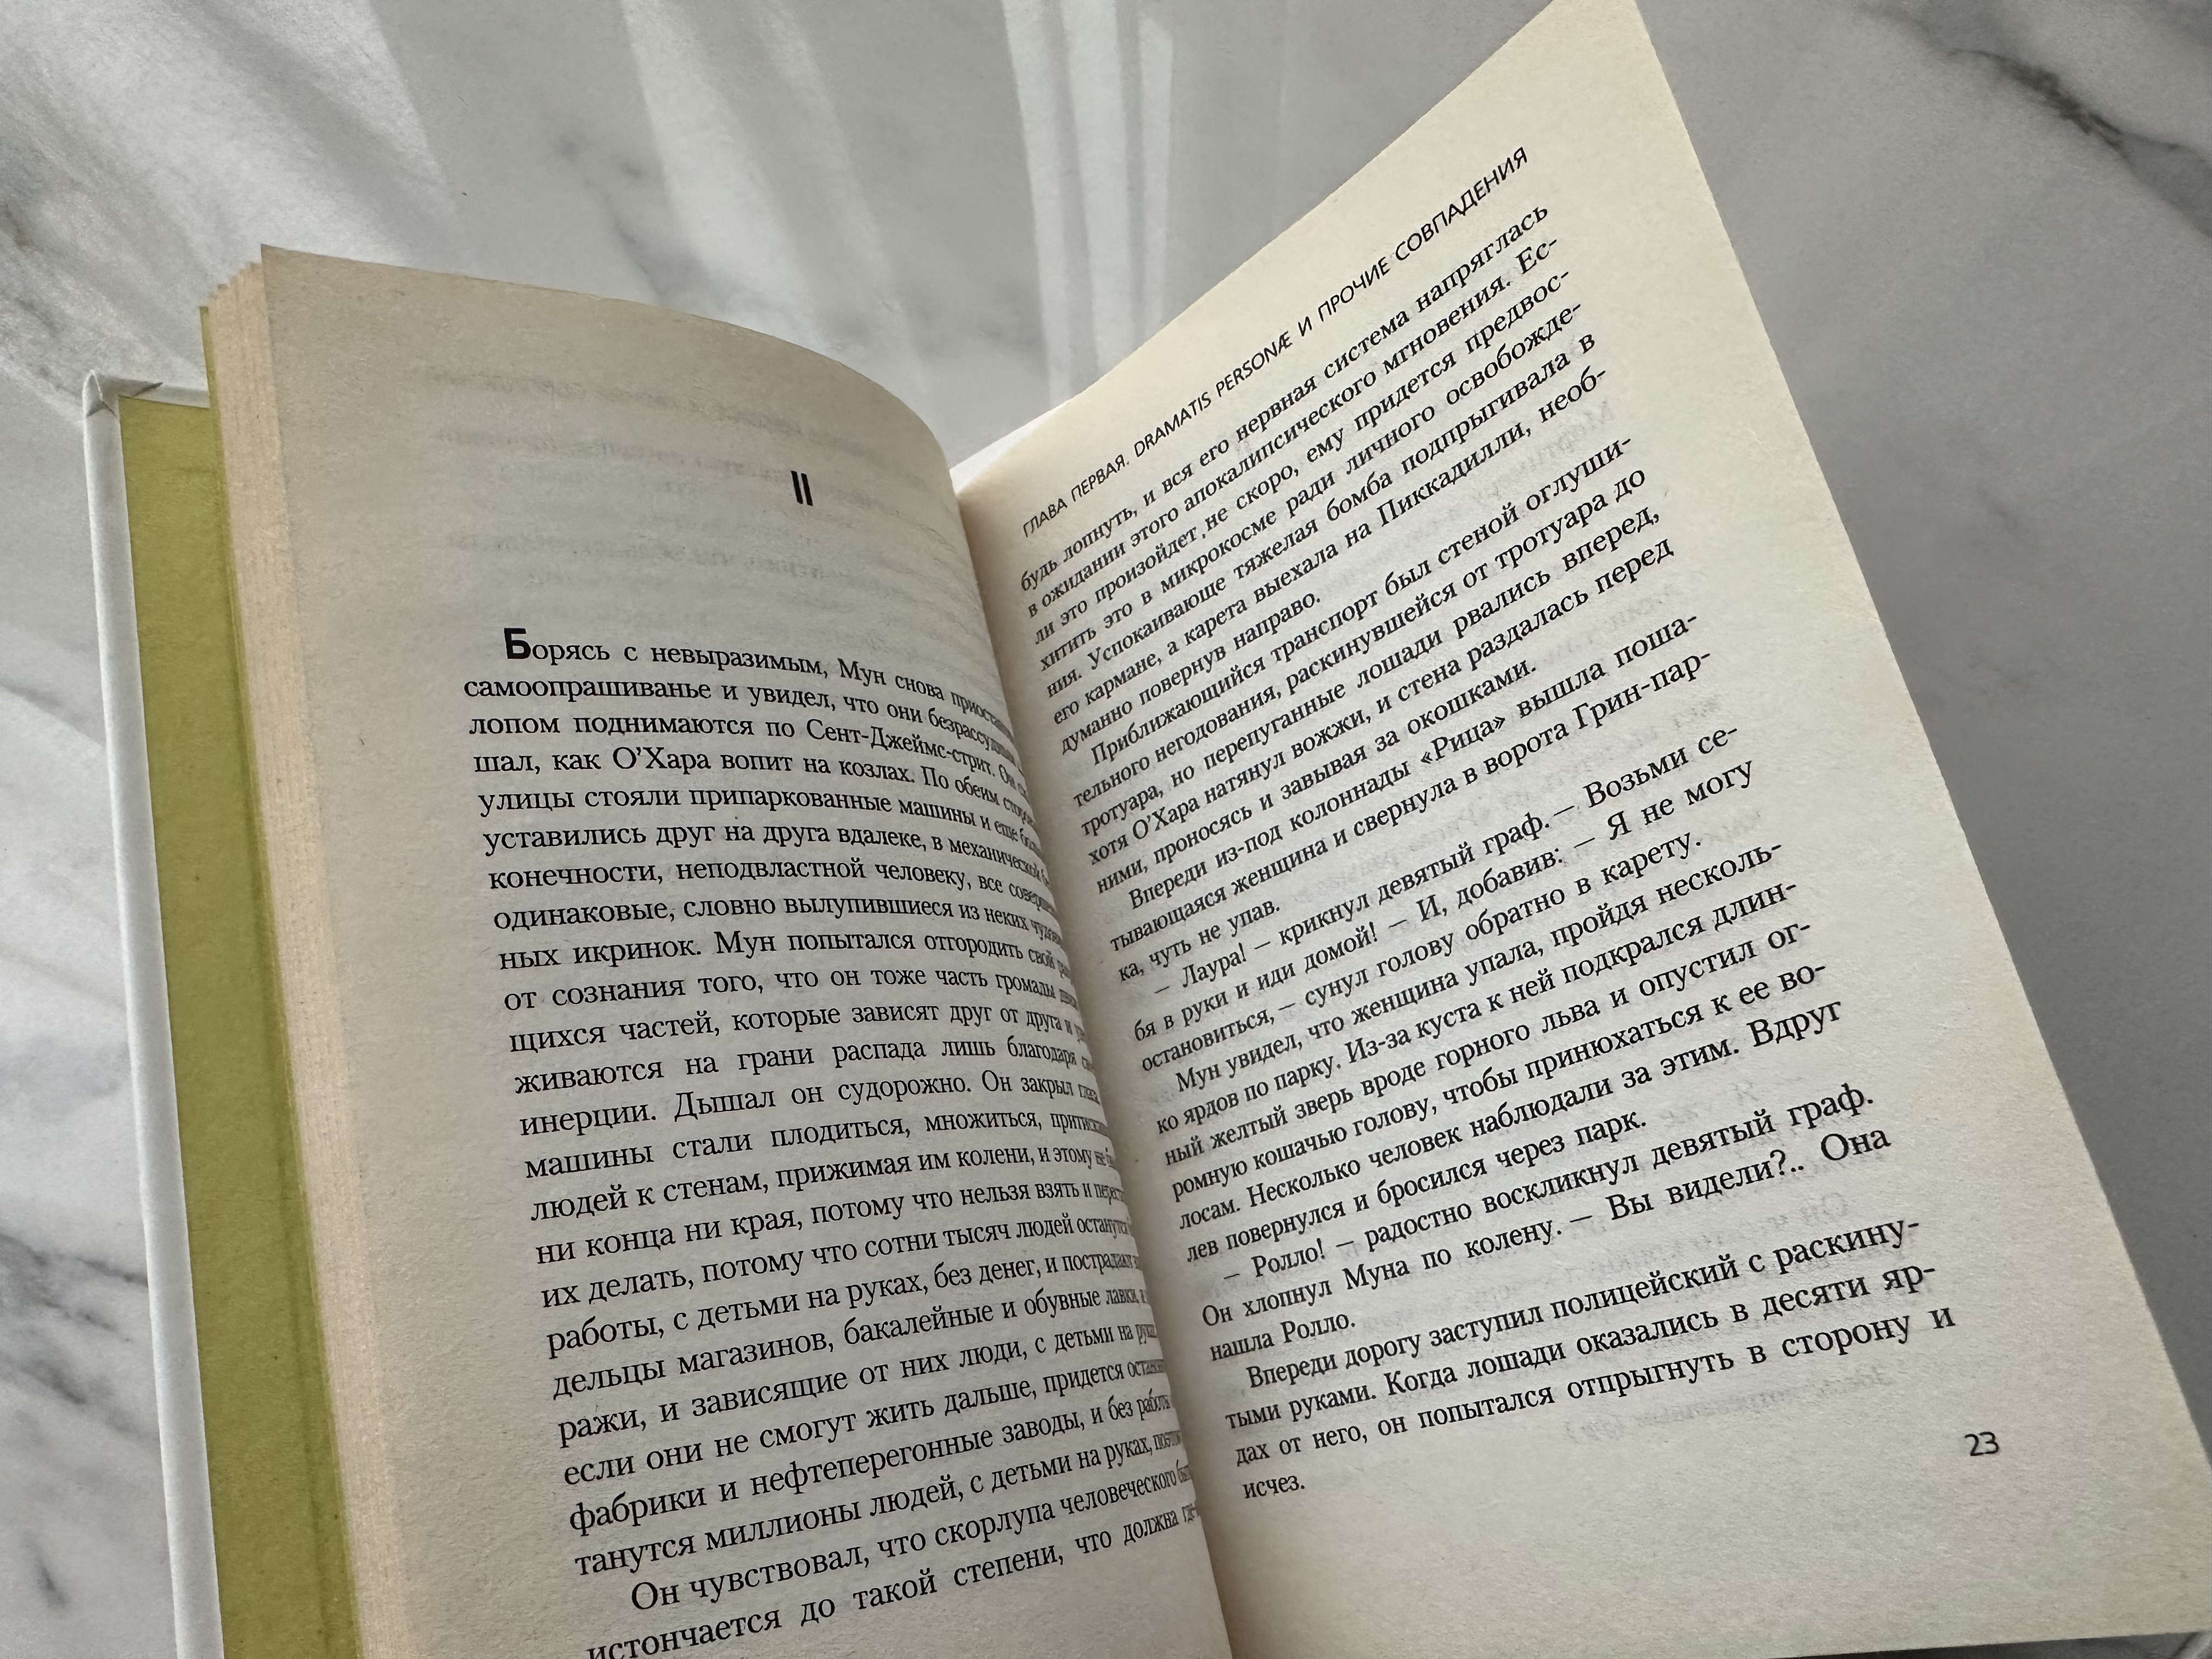 II
Борясь с невыразимым, Мун снова
самоопрашиванье и увидел, что они
лопом поднимаются по Сент-Джеймс-стрит. Он
шал, как О’Хара вопит на козлах. По обеим
улицы стояли припаркованные машины и еще
уставились друг на друга вдалеке, в механической
конечности, неподвластной человеку, все
одинаковые, словно вылупившиеся из неких
ных икринок. Мун попытался отгородить свой
от сознания того, что он тоже часть громады
щихся частей, которые зависят друг от друга и
живаются на грани распада лишь благодаря
инерции. Дышал он судорожно. Он закрыл глаза,
машины стали плодиться, множиться,
людей к стенам, прижимая им колени, и этому
ни конца ни края, потому что нельзя взять и
их делать, потому что сотни тысяч людей останутся
работы, с детьми на руках, без денег, и пострадают
дельцы магазинов, бакалейные и обувные лавки,
ражи, и зависящие от них люди, с детьми на
если они не смогут жить дальше, придется
фабрики и нефтеперегонные заводы, и без
танутся миллионы людей, с детьми на руках,
Он чувствовал, что скорлупа человеческого
истончается до такой степени, что должна
ГЛАВА ПЕРВАЯ. DRAMATIS PERSONÆ И ПРОЧИЕ СОВПАДЕНИЯ
будь лопнуть, и вся его нервная система напряглась
в ожидании этого апокалипсического мгновения. Ес-
ли это произойдет не скоро, ему придется предвос-
хитить это в микрокосме ради личного освобожде-
ния. Успокаивающе тяжелая бомба подпрыгивала в
его кармане, а карета выехала на Пиккадилли, необ-
думанно повернув направо.
Приближающийся транспорт был стеной оглуши-
тельного негодования, раскинувшейся от тротуара до
тротуара, но перепуганные лошади рвались вперед,
хотя О’Хара натянул вожжи, и стена раздалась перед
ними, проносясь и завывая за окошками.
Впереди из-под колоннады «Рица» вышла поша-
тывающаяся женщина и свернула в ворота Грин-пар-
ка, чуть не упав.
– Лаура! – крикнул девятый граф. – Возьми се-
бя в руки и иди домой! – И, добавив: – Я не могу
остановиться, – сунул голову обратно в карету.
Мун увидел, что женщина упала, пройдя несколь-
ко ярдов по парку. Из-за куста к ней подкрался длин-
ный желтый зверь вроде горного льва и опустил ог-
ромную кошачью голову, чтобы принюхаться к ее во-
лосам. Несколько человек наблюдали за этим. Вдруг
лев повернулся и бросился через парк.
– Ролло! – радостно воскликнул девятый граф.
Он хлопнул Муна по колену. – Вы видели?.. Она
нашла Ролло.
Впереди дорогу заступил полицейский с раскину-
тыми руками. Когда лошади оказались в десяти яр-
дах от него, он попытался отпрыгнуть в сторону и
исчез.
23